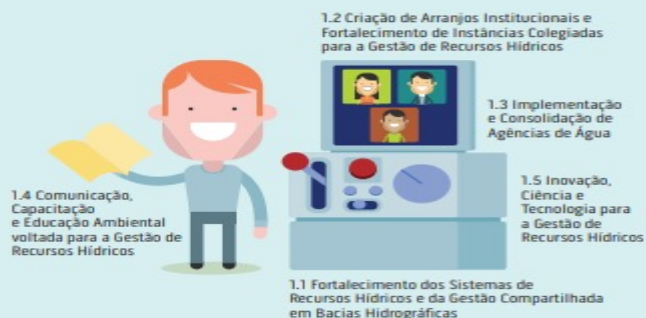 1.2 Criação de Arranjos Institucionais e
Fortalecimento de Instâncias Colegiadas
para a Gestão de Recursos Hídricos
1.3 Implementação
e Consolidação de
Agências de Água
1.4 Comunicação,
Capacitação
e Educação Ambiental
voltada para a Gestão de
Recursos Hídricos
1.5 Inovação,
Ciência e
Tecnologia para
a Gestão de
Recursos Hídricos
1.1 Fortalecimento dos Sistemas de
Recursos Hídricos e da Gestão Compartilhada
em Bacias Hidrográficas